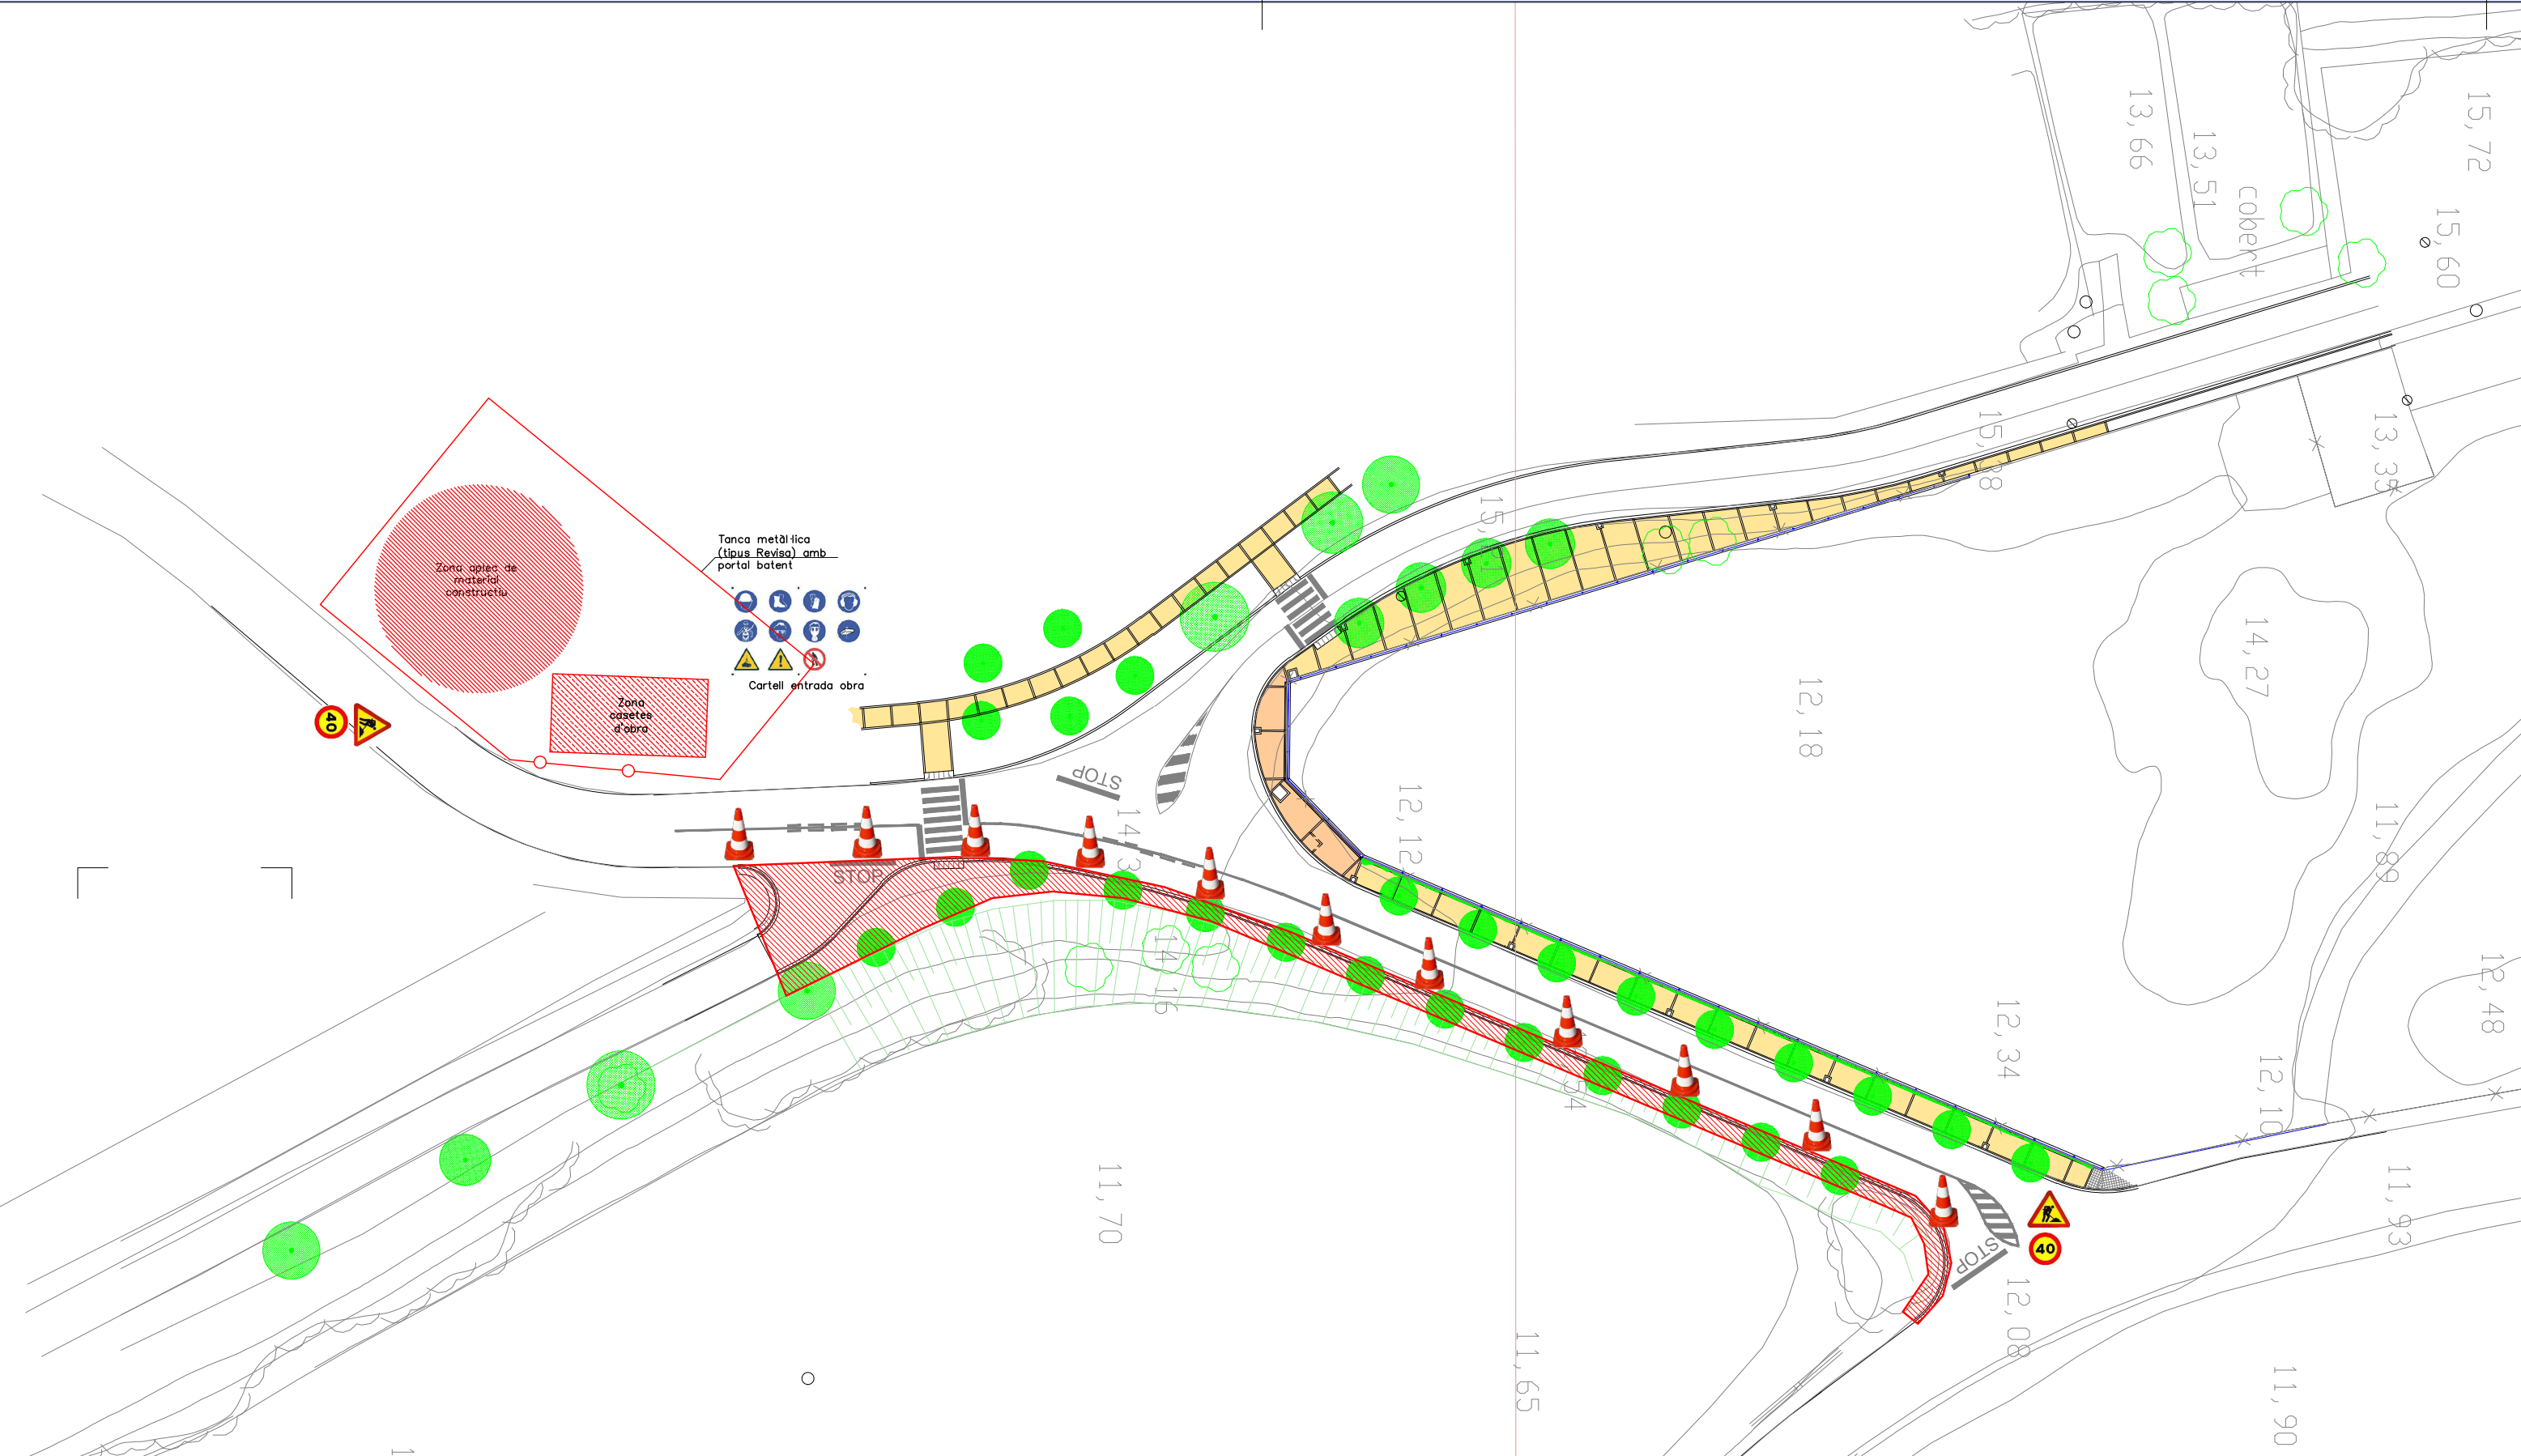 13,66
13,51
cobert
15,72
15,60
13,35
Tanca metàl·lica
(tipus Revisa) amb
portal batent
Zona aplec de
material
constructiu
Zona
casetes
d'obra
Cartell entrada obra
40
STOP
STOP
12,18
14,27
12,12
11,89
14,16
12,34
12,48
12,10
11,70
11,93
40
STOP
12,08
11,65
11,90